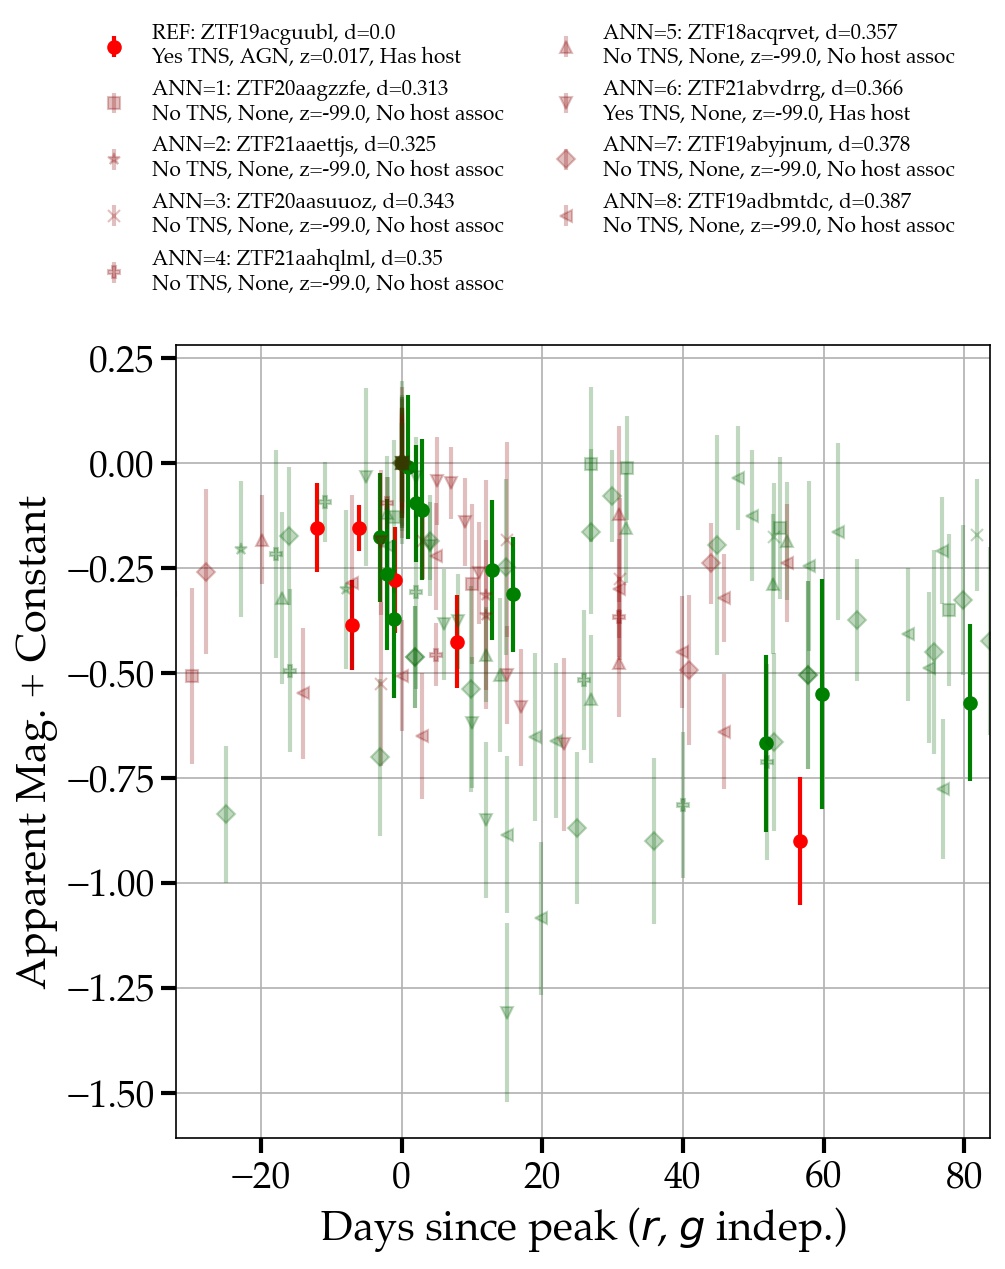 REF: ZTF19acguubl, d=0.0
Yes TNS, AGN, z=0.017, Has host
ANN=1: ZTF20aagzzfe, d=0.313
No TNS, None, z=-99.0, No host assoc
ANN=2: ZTF21aaettjs, d=0.325
No TNS, None, z=-99.0, No host assoc
ANN=3: ZTF20aasuuoz, d=0.343
No TNS, None, z=-99.0, No host assoc
ANN=4: ZTF21aahqlml, d=0.35
No TNS, None, z=-99.0, No host assoc
ANN=5: ZTF18acqrvet, d=0.357
No TNS, None, z=-99.0, No host assoc
ANN=6: ZTF21abvdrrg, d=0.366
Yes TNS, None, z=-99.0, Has host
ANN=7: ZTF19abyjnum, d=0.378
No TNS, None, z=-99.0, No host assoc
ANN=8: ZTF19adbmtdc, d=0.387
No TNS, None, z=-99.0, No host assoc
Apparent Mag. + Constant
0.25
0.00
−0.25
−0.50
−0.75
−1.00
−1.25
−1.50
−20 0 20 40 60 80
Days since peak (r, g indep.)